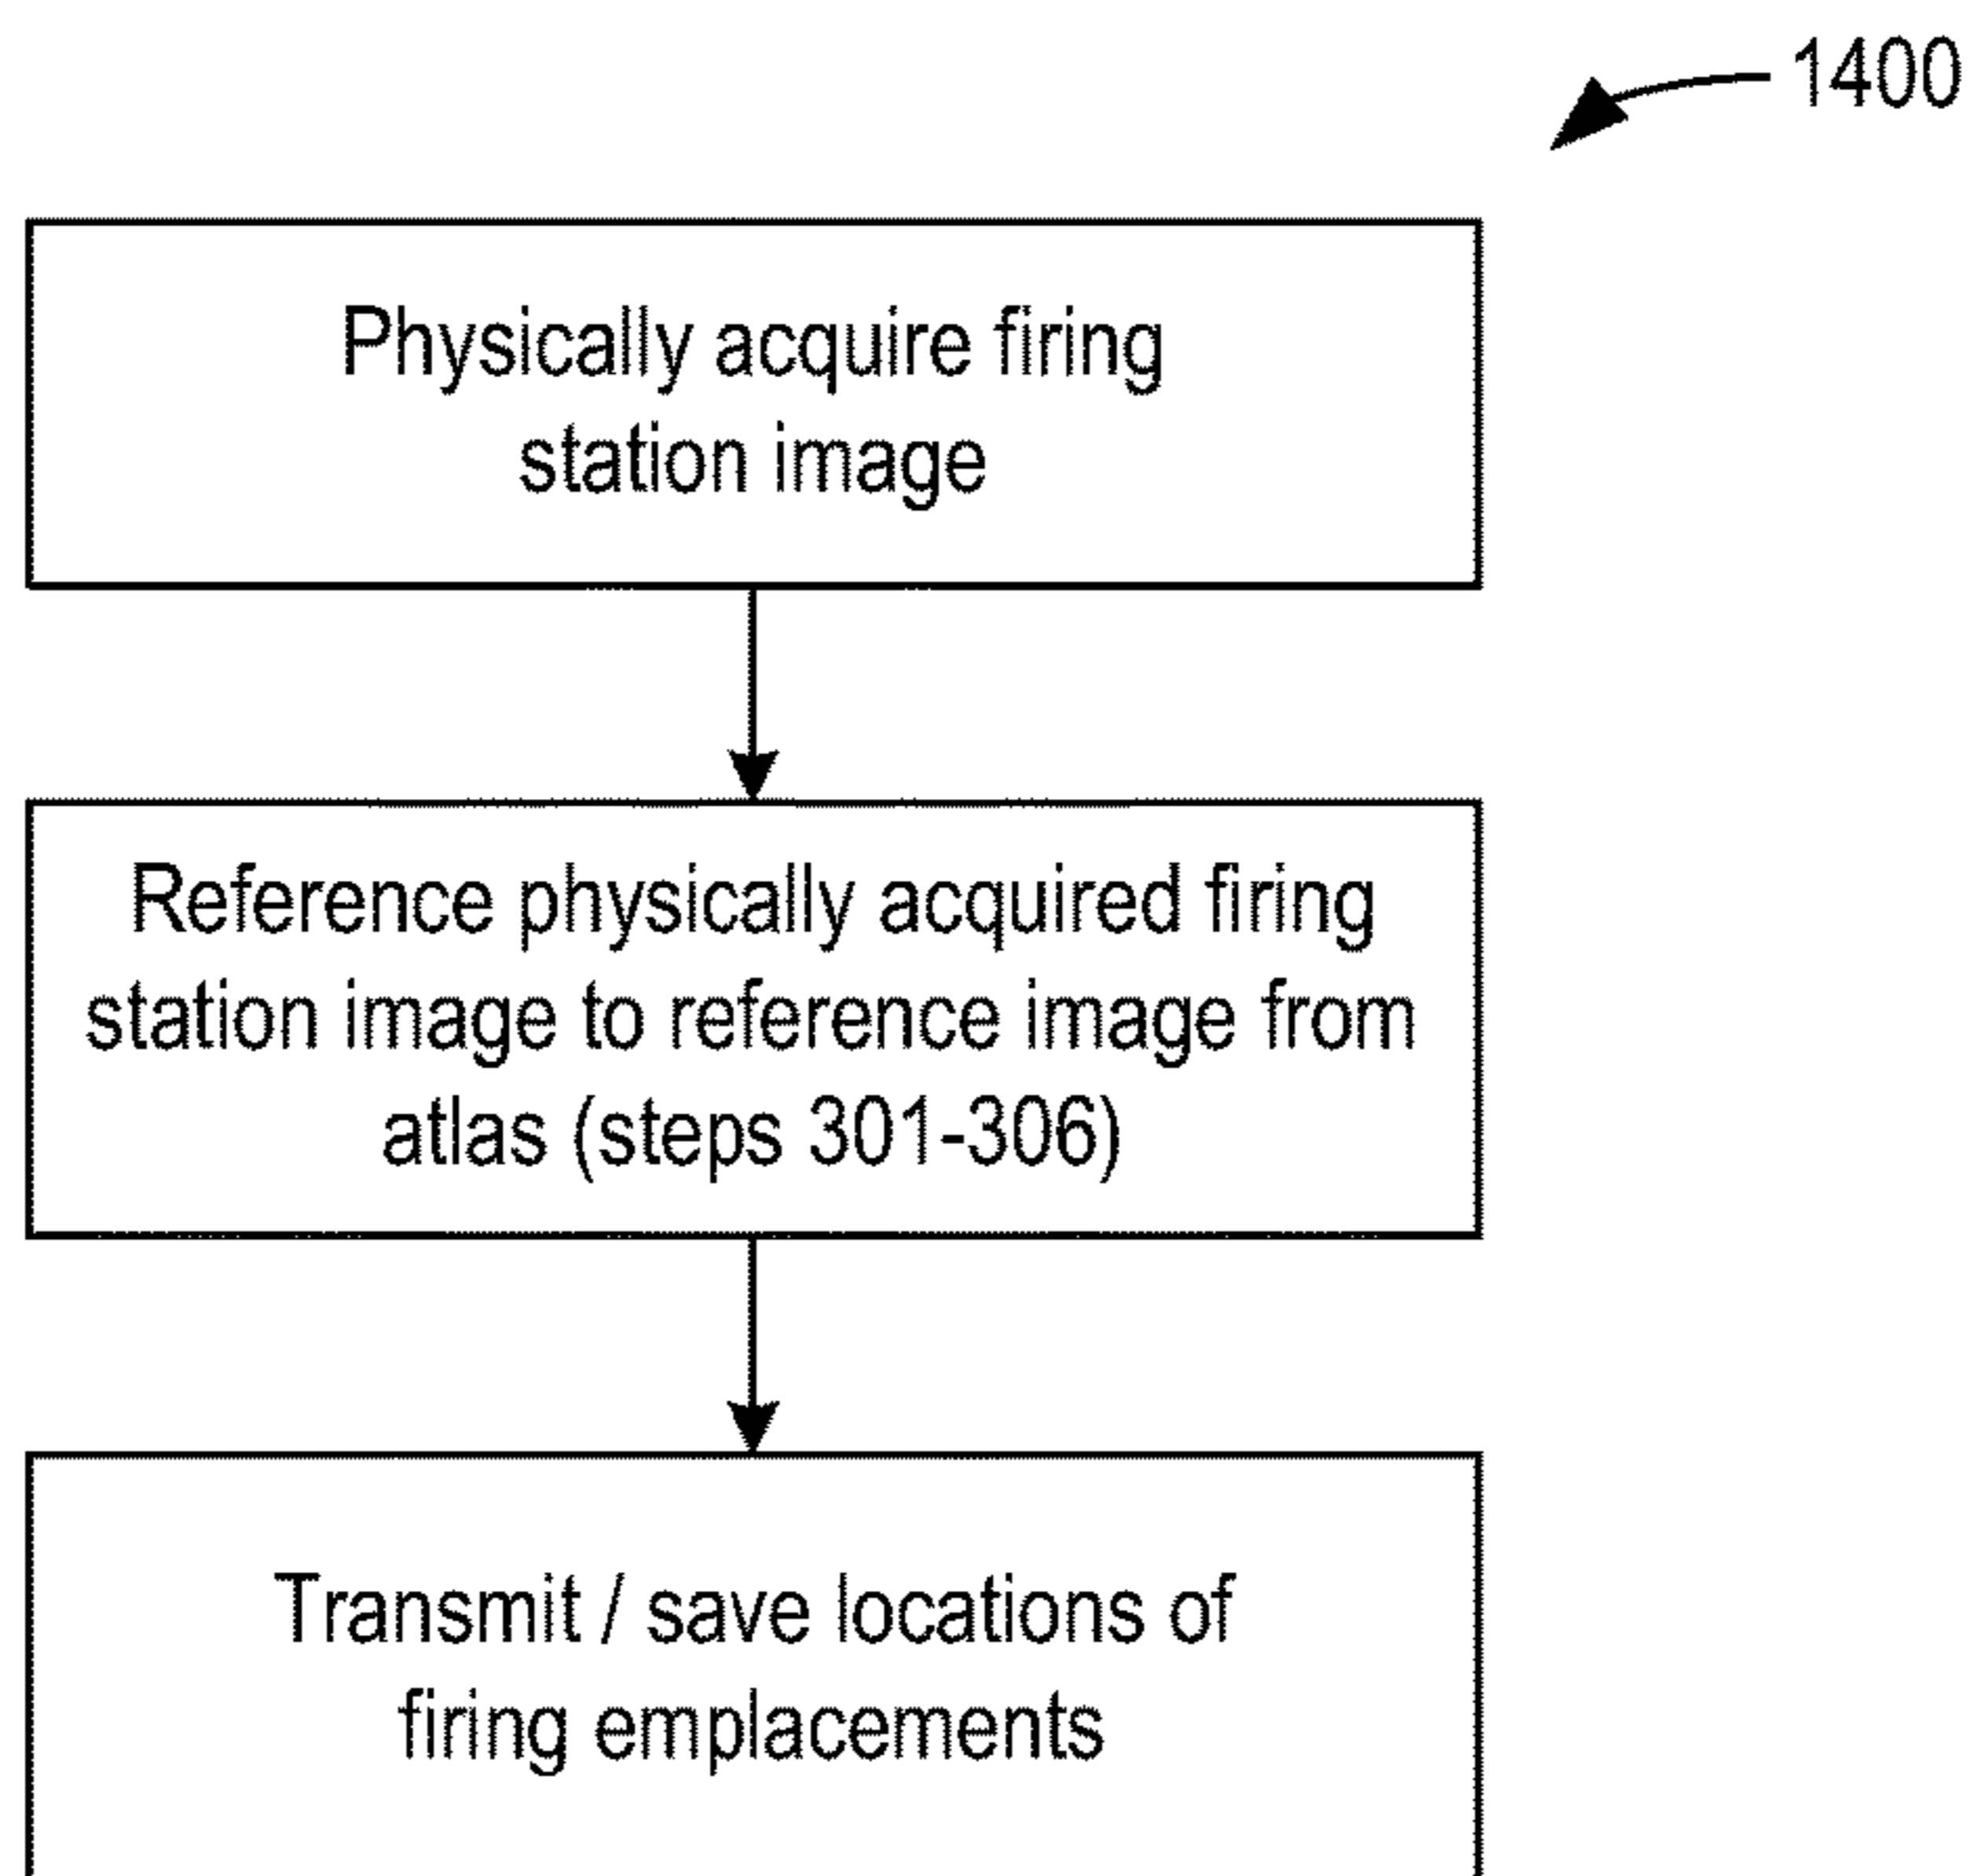 1400
Physically acquire firing
station image
Reference physically acquired firing
station image to reference image from
atlas (steps 301-306)
Transmit / save locations of
firing emplacements